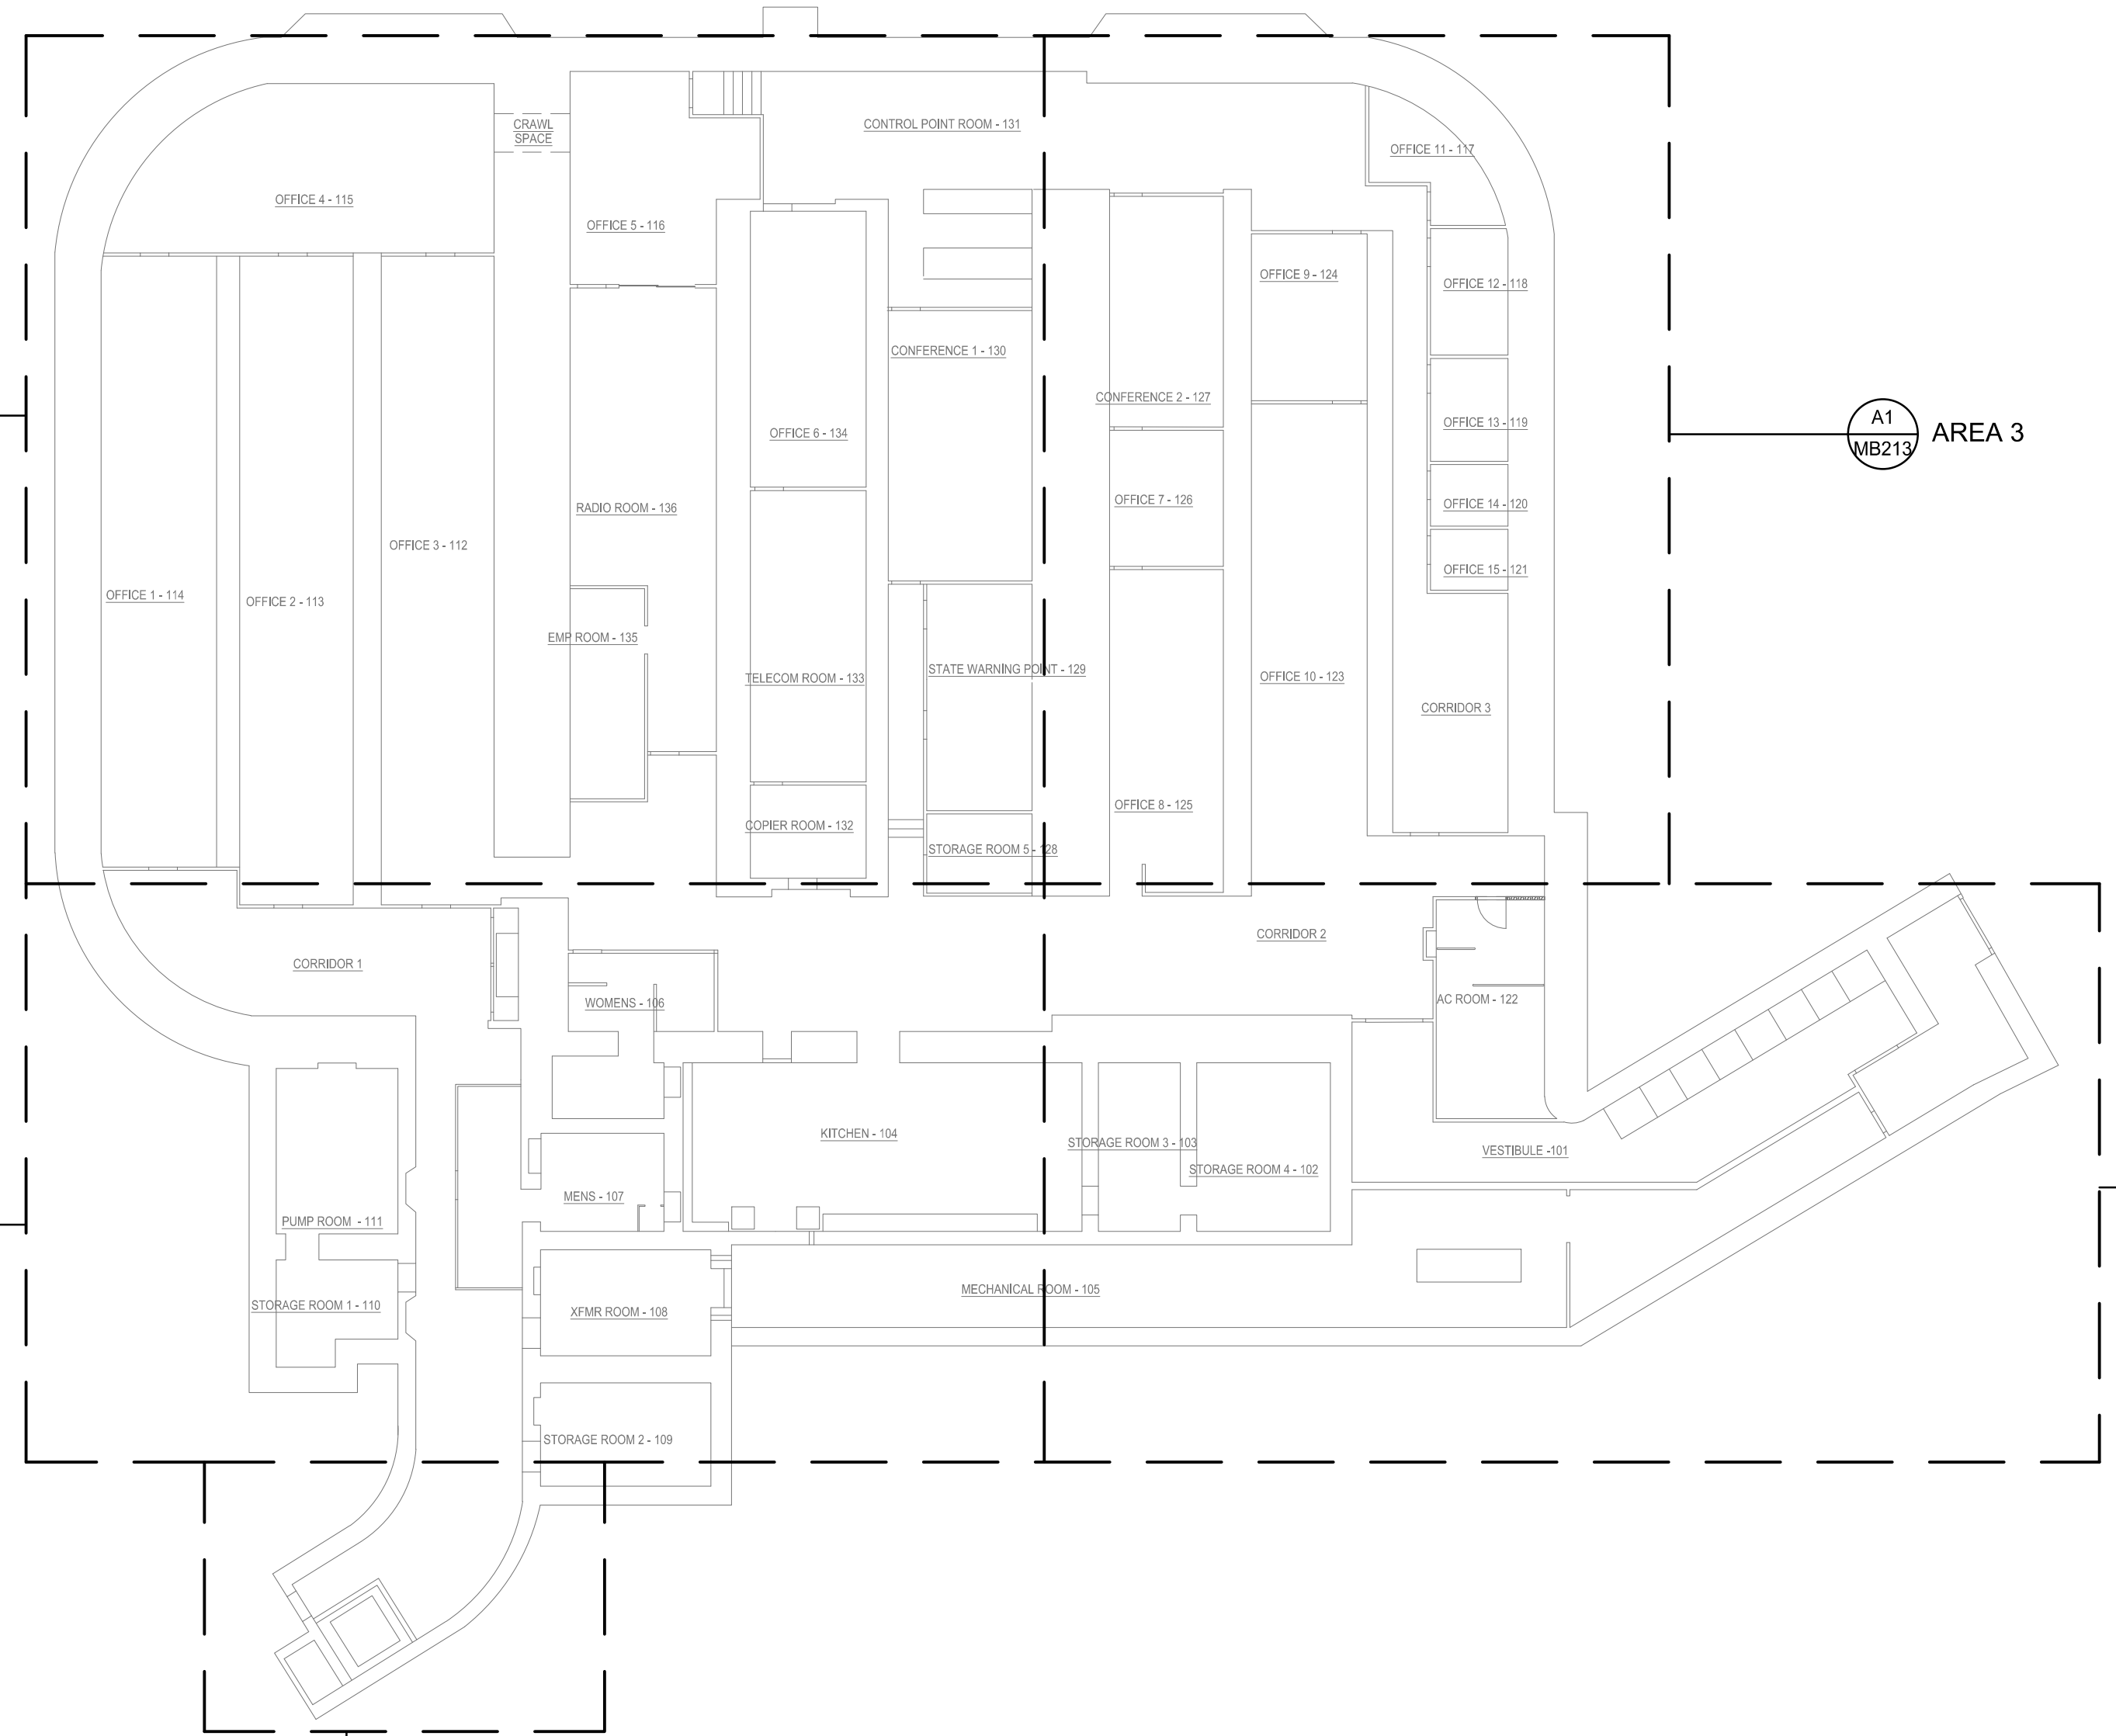 CRAWL
SPACE
CONTROL POINT ROOM - 131
OFFICE 11 - 117
OFFICE 4 - 115
OFFICE 5 - 116
OFFICE 9 - 124
OFFICE 12 - 118
CONFERENCE 1 - 130
CONFERENCE 2 - 127
A1
MB213
AREA 3
OFFICE 6 - 134
OFFICE 13 - 119
RADIO ROOM - 136
OFFICE 7 - 126
OFFICE 14 - 120
OFFICE 3 - 112
OFFICE 15 - 121
OFFICE 1 - 114
OFFICE 2 - 113
EMP ROOM - 135
TELECOM ROOM - 133
STATE WARNING POINT - 129
OFFICE 10 - 123
CORRIDOR 3
COPIER ROOM - 132
OFFICE 8 - 125
STORAGE ROOM 5 - 128
CORRIDOR 2
CORRIDOR 1
WOMENS - 106
AC ROOM - 122
KITCHEN - 104
STORAGE ROOM 3 - 103
VESTIBULE -101
STORAGE ROOM 4 - 102
MENS - 107
PUMP ROOM - 111
MECHANICAL ROOM - 105
STORAGE ROOM 1 - 110
XFMR ROOM - 108
STORAGE ROOM 2 - 109